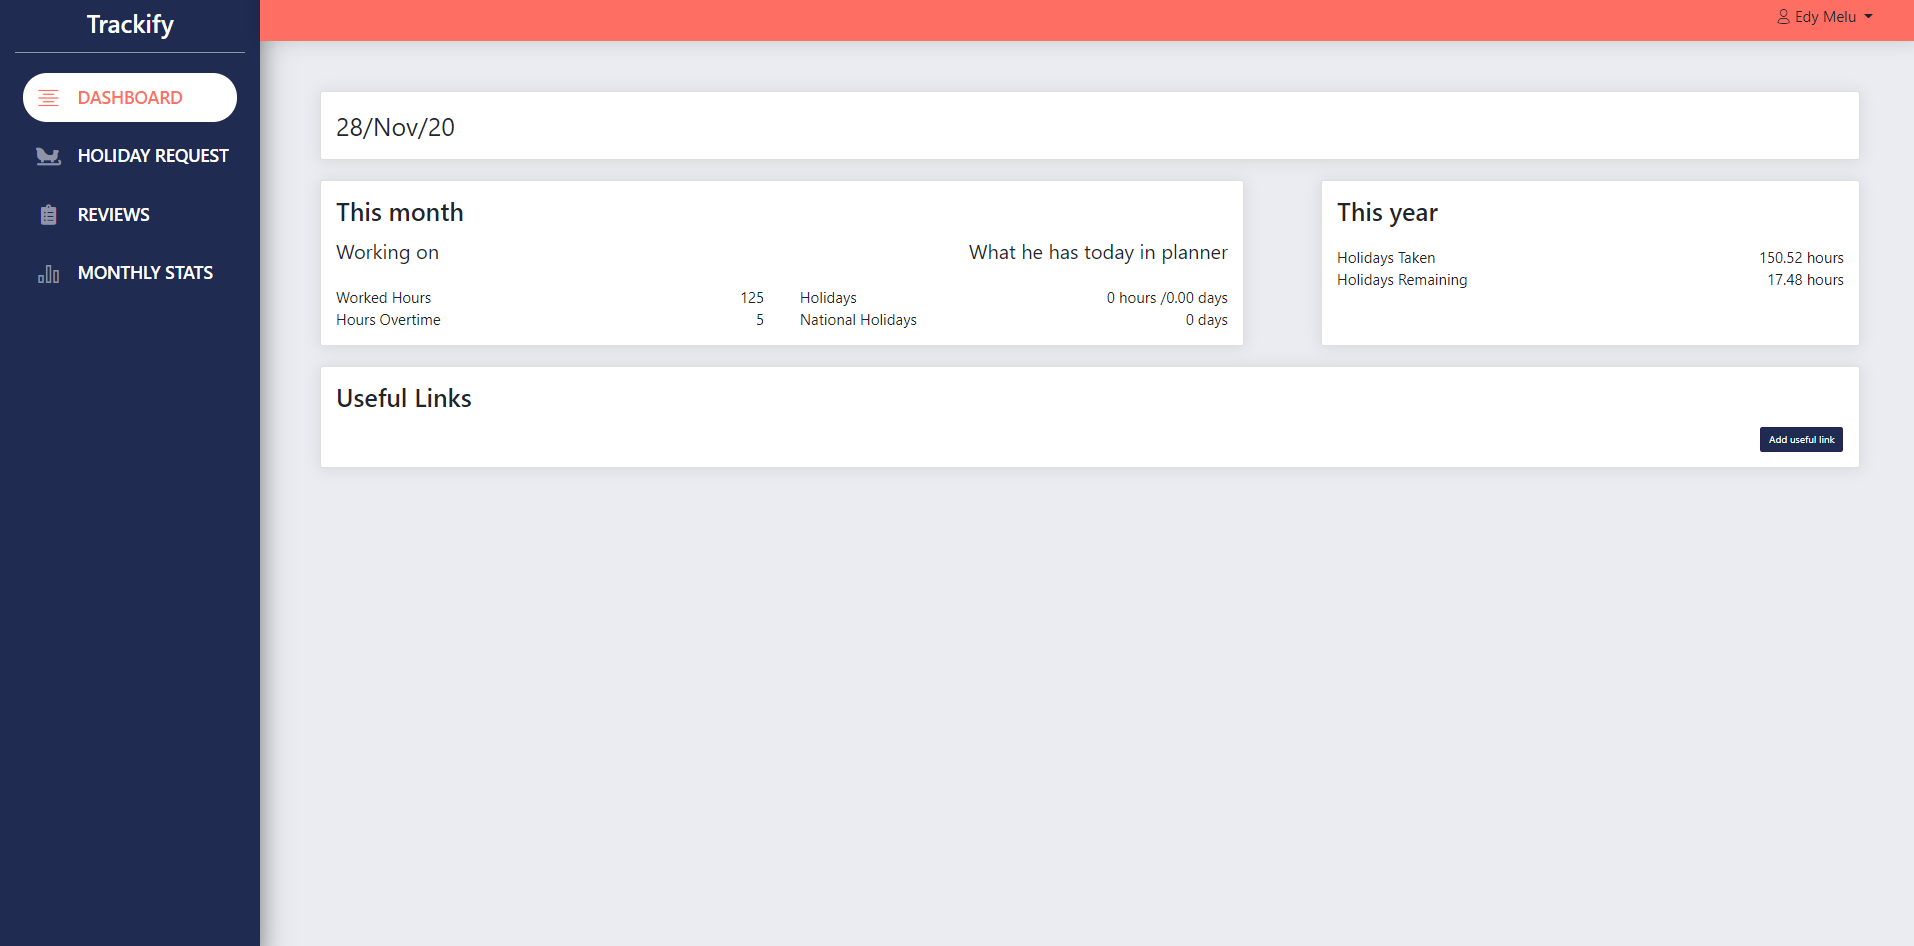 Trackify
Edy Melu
DASHBOARD
HOLIDAY REQUEST
REVIEWS
MONTHLY STATS
28/Nov/20
This month
Working on What he has today in planner
Worked Hours 125 Holidays 0 hours /0.00 days
Hours Overtime 5 National Holidays 0 days
This year
Holidays Taken 150.52 hours
Holidays Remaining 17.48 hours
Useful Links
Add useful link